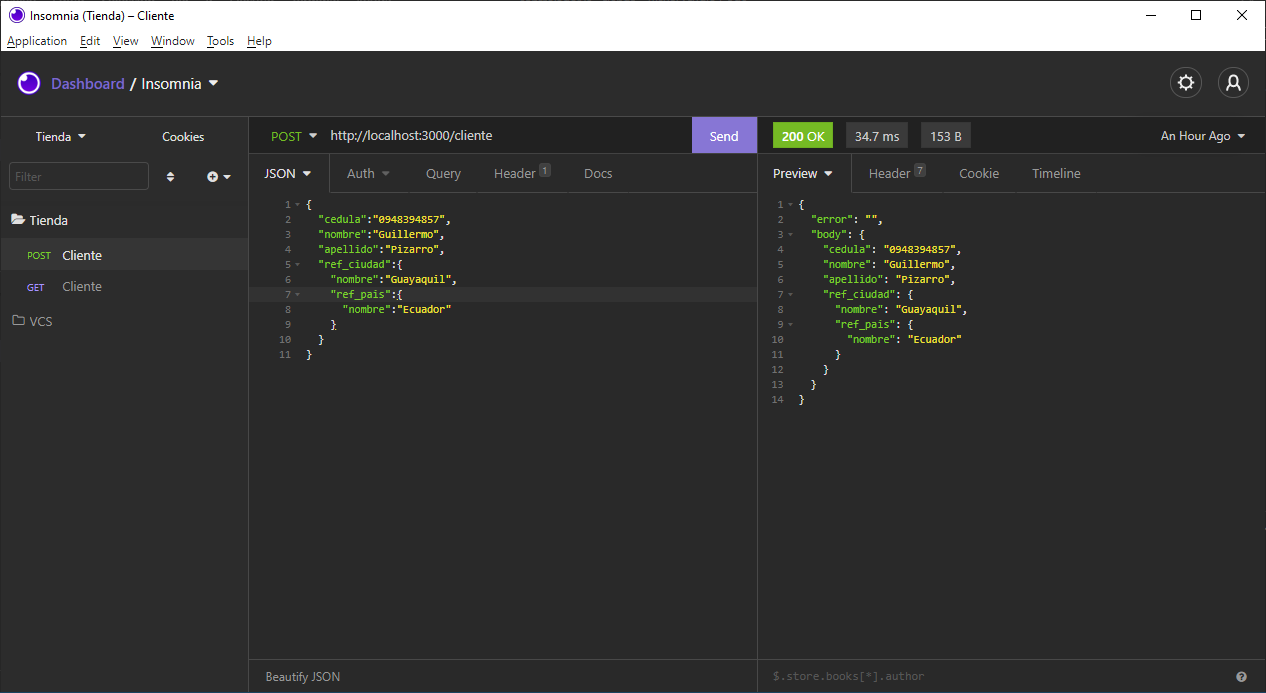 Insomnia (Tienda) – Cliente
Application Edit View Window Tools Help
Dashboard / Insomnia
Tienda Cookies
Filter
Tienda
POST Cliente
GET Cliente
VCS
POST http://localhost:3000/cliente Send
JSON Auth Query Header 1 Docs
1 {
2 "cedula":"0948394857",
3 "nombre":"Guillermo",
4 "apellido":"Pizarro",
5 "ref_ciudad":{
6 "nombre":"Guayaquil",
7 "ref_pais":{
8 "nombre":"Ecuador"
9 }
10 }
11 }
Beautify JSON
200 OK 34.7 ms 153 B An Hour Ago
Preview Header 7 Cookie Timeline
1 {
2 "error": "",
3 "body": {
4 "cedula": "0948394857",
5 "nombre": "Guillermo",
6 "apellido": "Pizarro",
7 "ref_ciudad": {
8 "nombre": "Guayaquil",
9 "ref_pais": {
10 "nombre": "Ecuador"
11 }
12 }
13 }
14 }
$.store.books[*].author